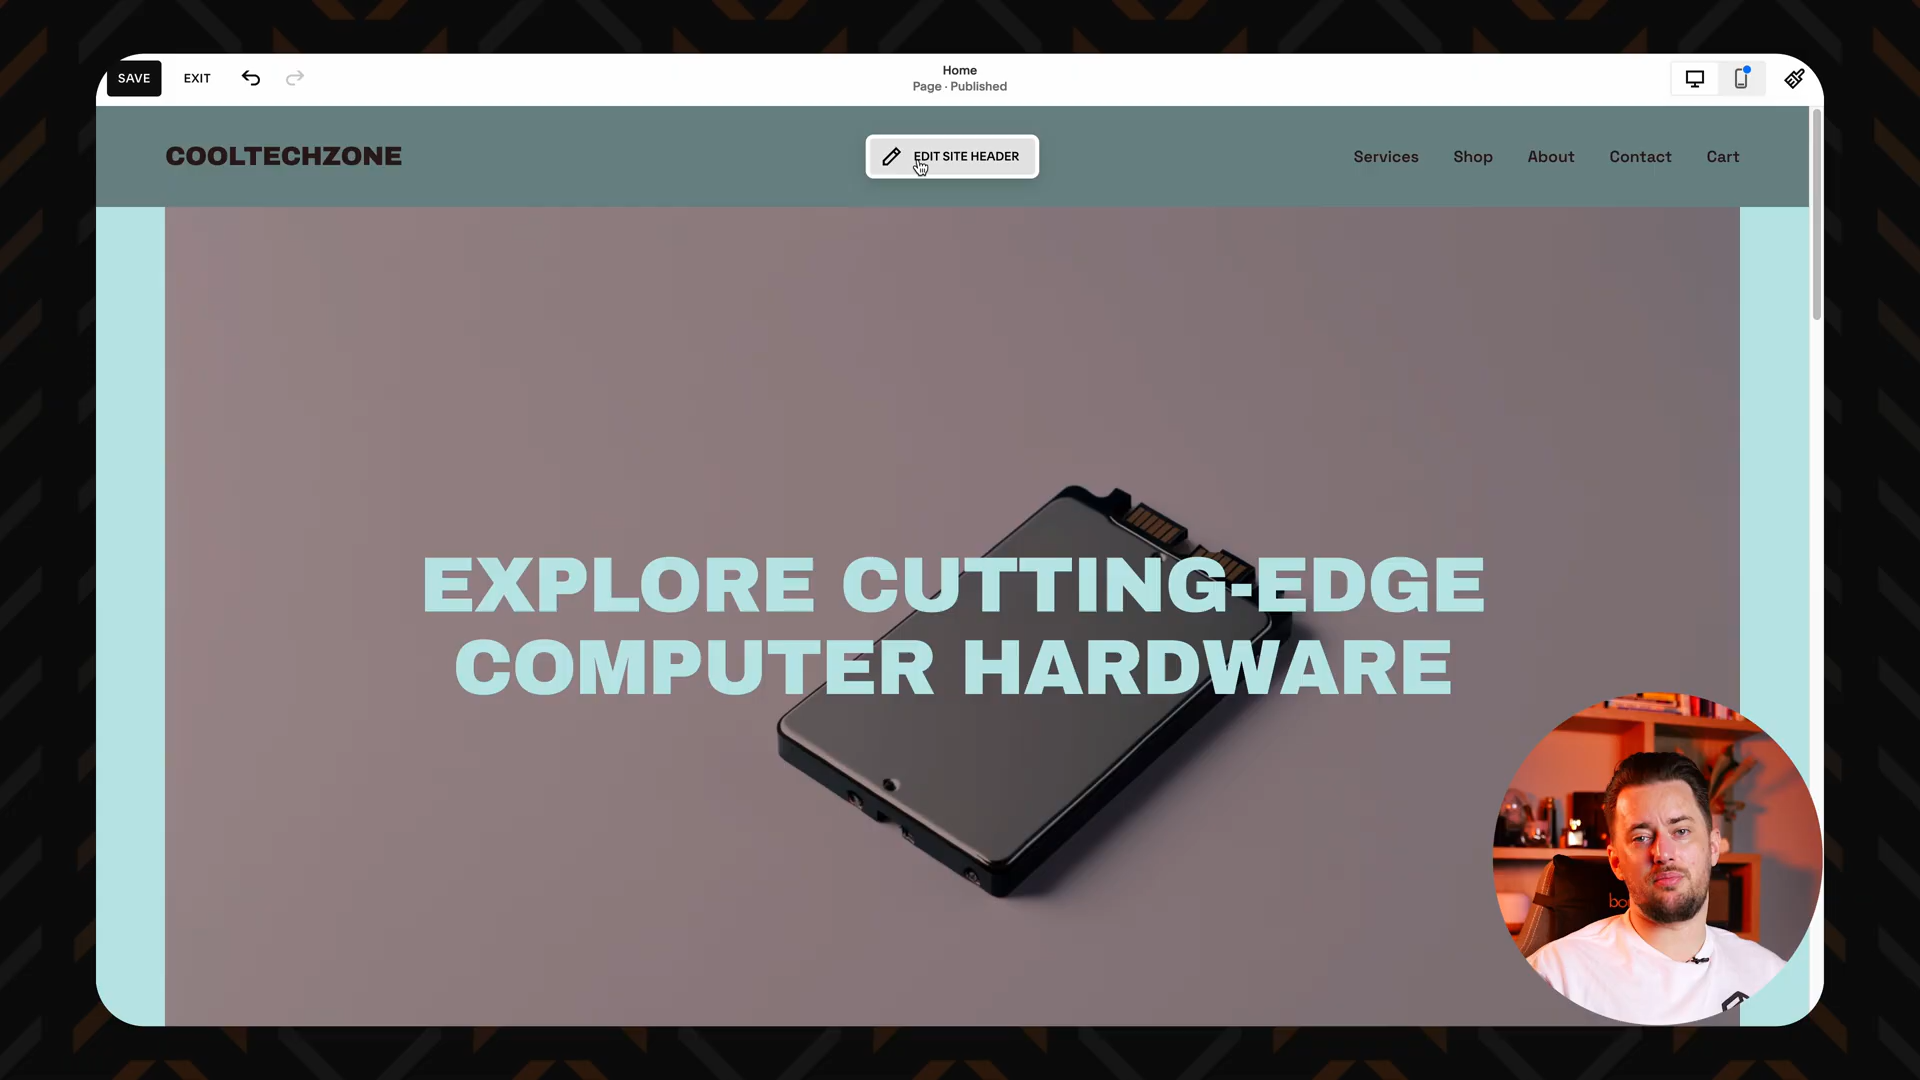 SAVE
EXIT
Home
Page · Published
COOLTECHZONE
EDIT SITE HEADER
Services
Shop
About
Contact
Cart
EXPLORE CUTTING-EDGE
COMPUTER HARDWARE